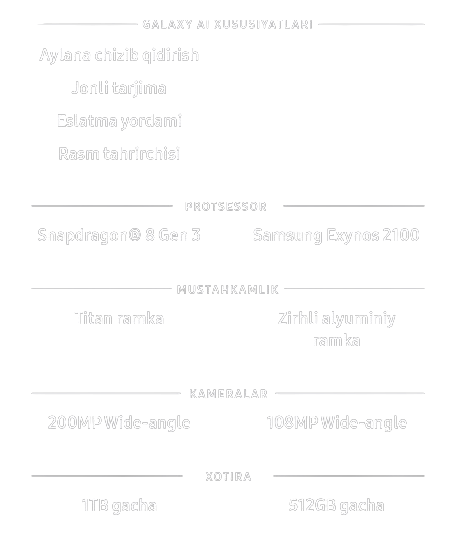 GALAXY AI XUSUSIYATLARI
Aylana chizib qidirish
Jonli tarjima
Eslatma yordami
Rasm tahrirchisi
PROTSESSOR
Snapdragon® 8 Gen 3
Samsung Exynos 2100
MUSTAHKAMLIK
Titan ramka
Zirhli alyuminiy
ramka
KAMERALAR
200MP Wide-angle
108MP Wide-angle
XOTIRA
1TB gacha
512GB gacha